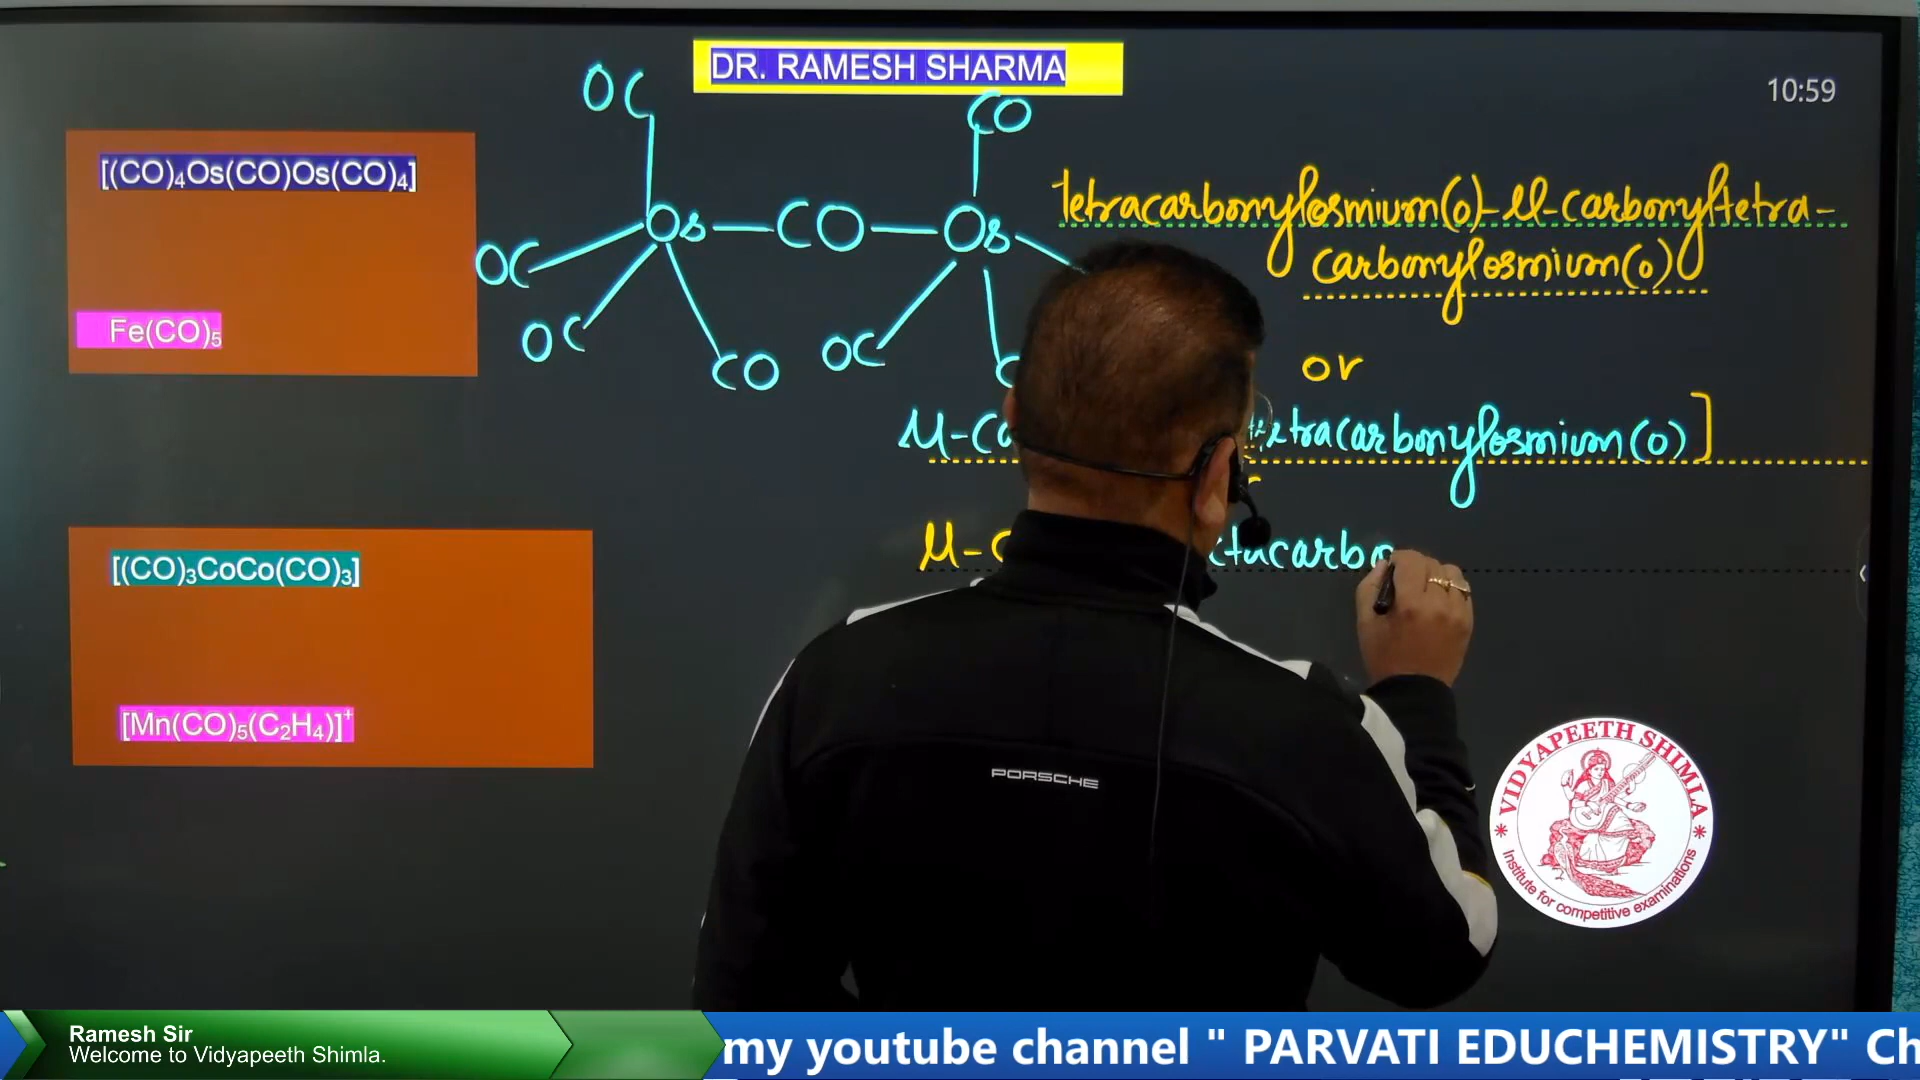 DR. RAMESH SHARMA
10:59
[(CO)₄Os(CO)Os(CO)₄]
Fe(CO)₅
OC
CO
OC
Os — CO — Os
OC
CO
OC
Tetracarbonylosmium(0)-μ-carbonyltetra-
carbonylosmium(0)
or
μ-Ca
tetracarbonylosmium(0)]
μ-C
[(CO)₃CoCo(CO)₃]
[Mn(CO)₅(C₂H₄)]⁺
PORSCHE
VIDYAPEETH SHIMLA
Institute for competitive examinations
Ramesh Sir
Welcome to Vidyapeeth Shimla.
my youtube channel " PARVATI EDUCHEMISTRY" Ch